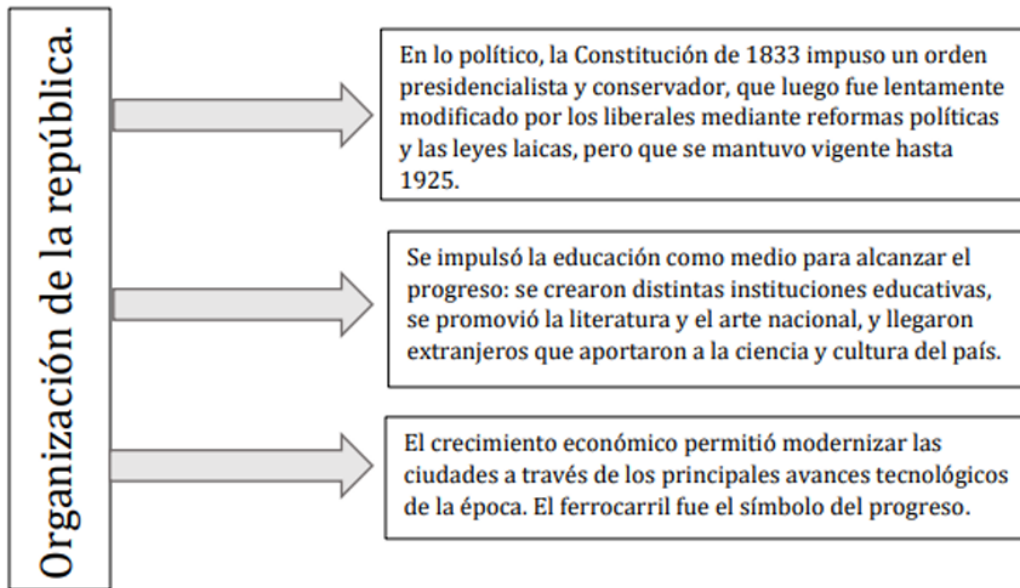 Organización de la república.
En lo político, la Constitución de 1833 impuso un orden
presidencialista y conservador, que luego fue lentamente
modificado por los liberales mediante reformas políticas
y las leyes laicas, pero que se mantuvo vigente hasta
1925.
Se impulsó la educación como medio para alcanzar el
progreso: se crearon distintas instituciones educativas,
se promovió la literatura y el arte nacional, y llegaron
extranjeros que aportaron a la ciencia y cultura del país.
El crecimiento económico permitió modernizar las
ciudades a través de los principales avances tecnológicos
de la época. El ferrocarril fue el símbolo del progreso.